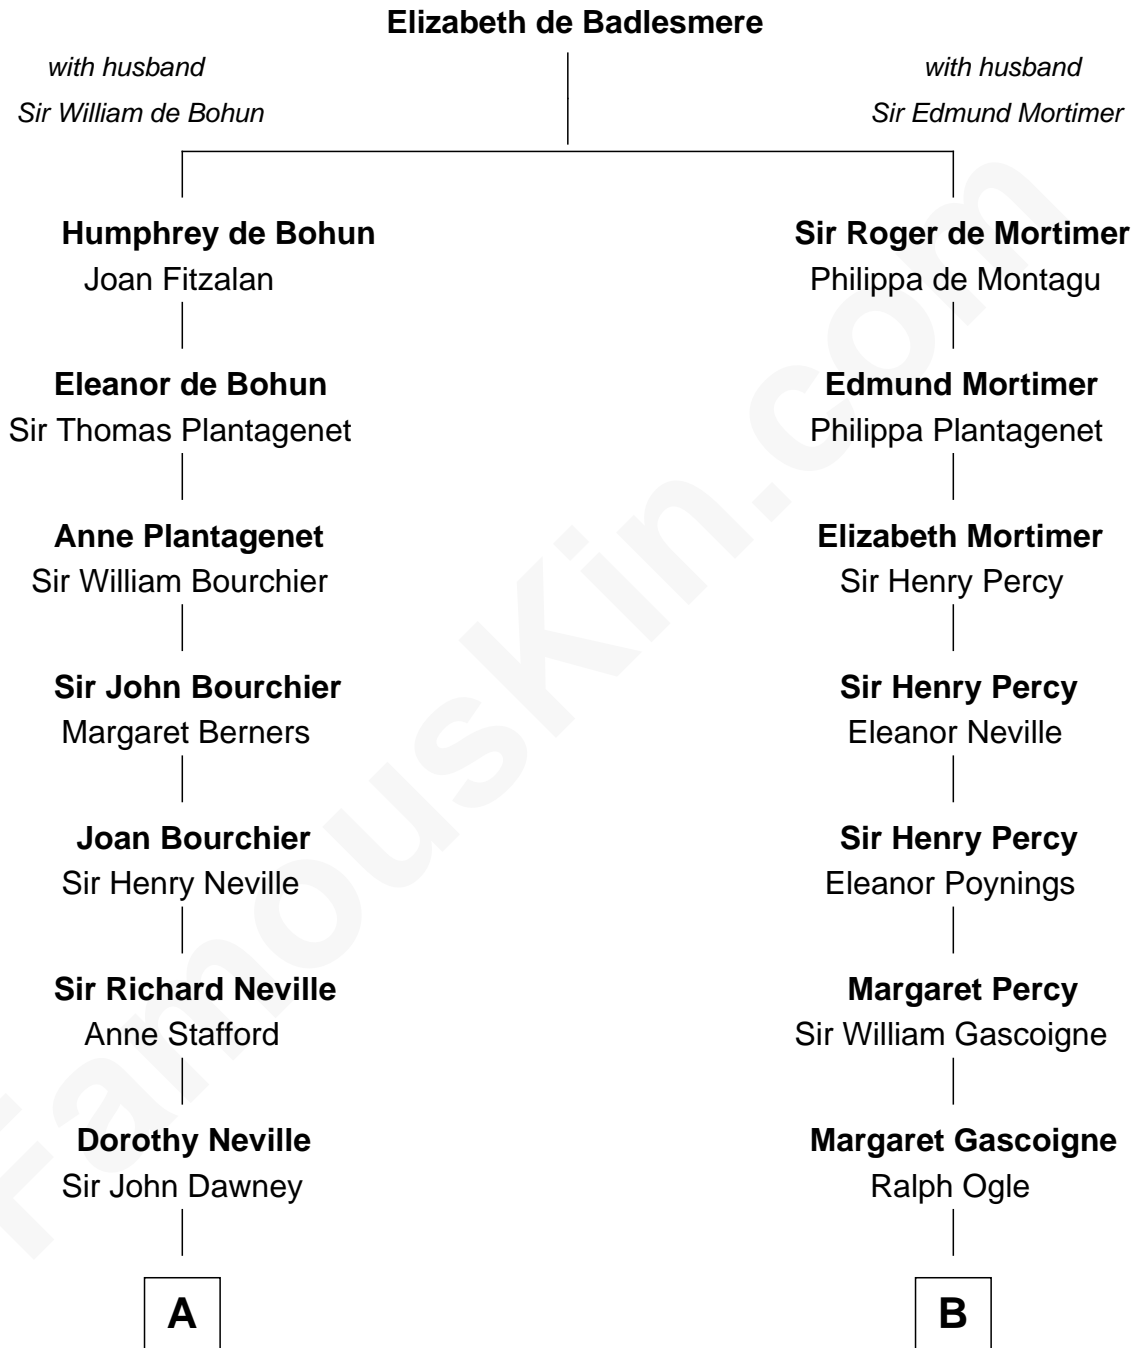 Elizabeth de Badlesmere
with husband
Sir William de Bohun
with husband
Sir Edmund Mortimer
Humphrey de Bohun
Joan Fitzalan
Sir Roger de Mortimer
Philippa de Montagu
Eleanor de Bohun
Sir Thomas Plantagenet
Edmund Mortimer
Philippa Plantagenet
Anne Plantagenet
Sir William Bourchier
Elizabeth Mortimer
Sir Henry Percy
Sir John Bourchier
Margaret Berners
Sir Henry Percy
Eleanor Neville
Joan Bourchier
Sir Henry Neville
Sir Henry Percy
Eleanor Poynings
Sir Richard Neville
Anne Stafford
Margaret Percy
Sir William Gascoigne
Dorothy Neville
Sir John Dawney
Margaret Gascoigne
Ralph Ogle
A
B
FamousKin.com